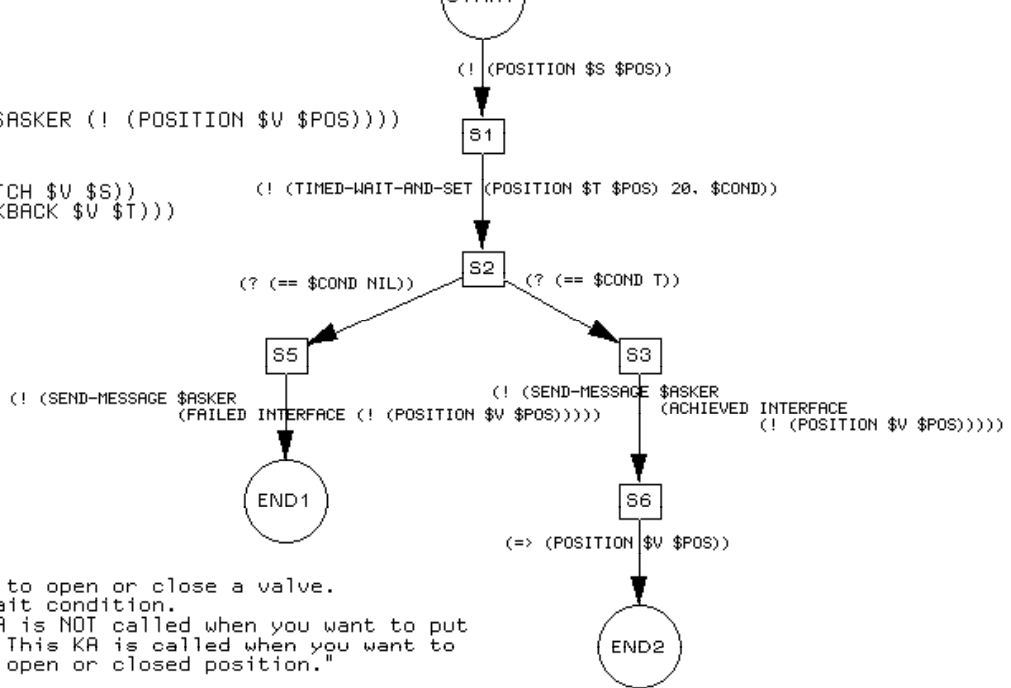 (! (POSITION $S $POS))
$ASKER (! (POSITION $V $POS))))
S1
$V $S))
(! (TIMED-WAIT-AND-SET (POSITION $T $POS) 20. $COND))
$V $T)))
S2
(? (== $COND NIL))
(? (== $COND T))
S5
S3
(! (SEND-MESSAGE $ASKER
(FAILED INTERFACE (! (POSITION $V $POS)))))
(! (SEND-MESSAGE $ASKER
(ACHIEVED INTERFACE
(! (POSITION $V $POS)))))
END1
S6
(=> (POSITION $V $POS))
to open or close a valve.
condition.
is NOT called when you want to put
This KA is called when you want to
open or closed position."
END2